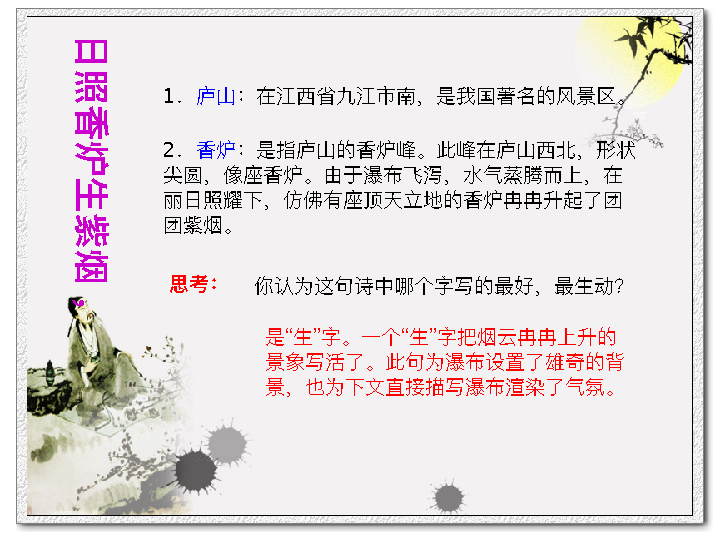 日照香炉生紫烟。
1．庐山：在江西省九江市南，是我国著名的风景区。
2．香炉：是指庐山的香炉峰。此峰在庐山西北，形状
尖圆，像座香炉。由于瀑布飞泻，水气蒸腾而上，在
丽日照耀下，仿佛有座顶天立地的香炉冉冉升起了团
团紫烟。
思考：
你认为这句诗中哪个字写的最好，最生动？
是“生”字。一个“生”字把烟云冉冉上升的
景象写活了。此句为瀑布设置了雄奇的背
景，也为下文直接描写瀑布渲染了气氛。